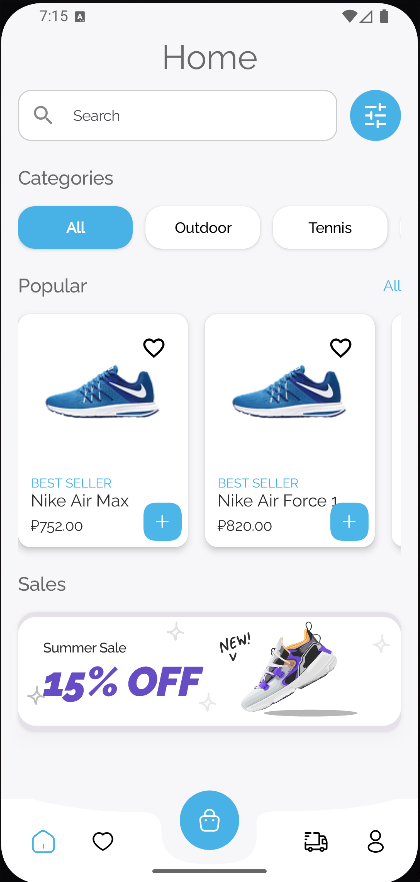 7:15 A
Home
Search
Categories
All
Outdoor
Tennis
Popular
All
BEST SELLER
Nike Air Max
₽752.00
+
BEST SELLER
Nike Air Force 1
₽820.00
+
Sales
Summer Sale
15% OFF
NEW!